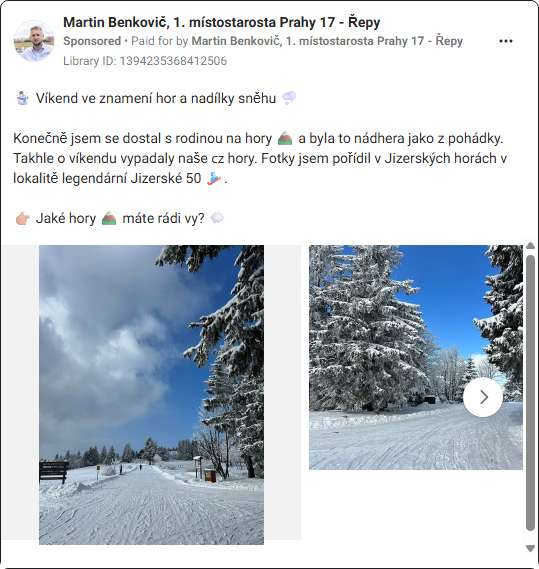 Martin Benkovič, 1. místostarosta Prahy 17 - Řepy
Sponsored • Paid for by Martin Benkovič, 1. místostarosta Prahy 17 - Řepy
Library ID: 1394235368412506
⛄ Víkend ve znamení hor a nadílky sněhu 🌨️
Konečně jsem se dostal s rodinou na hory ⛰️ a byla to nádhera jako z pohádky.
Takhle o víkendu vypadaly naše cz hory. Fotky jsem pořídil v Jizerských horách v
lokalitě legendární Jizerské 50 ⛷️ .
👉🏼 Jaké hory ⛰️ máte rádi vy? 🌨️